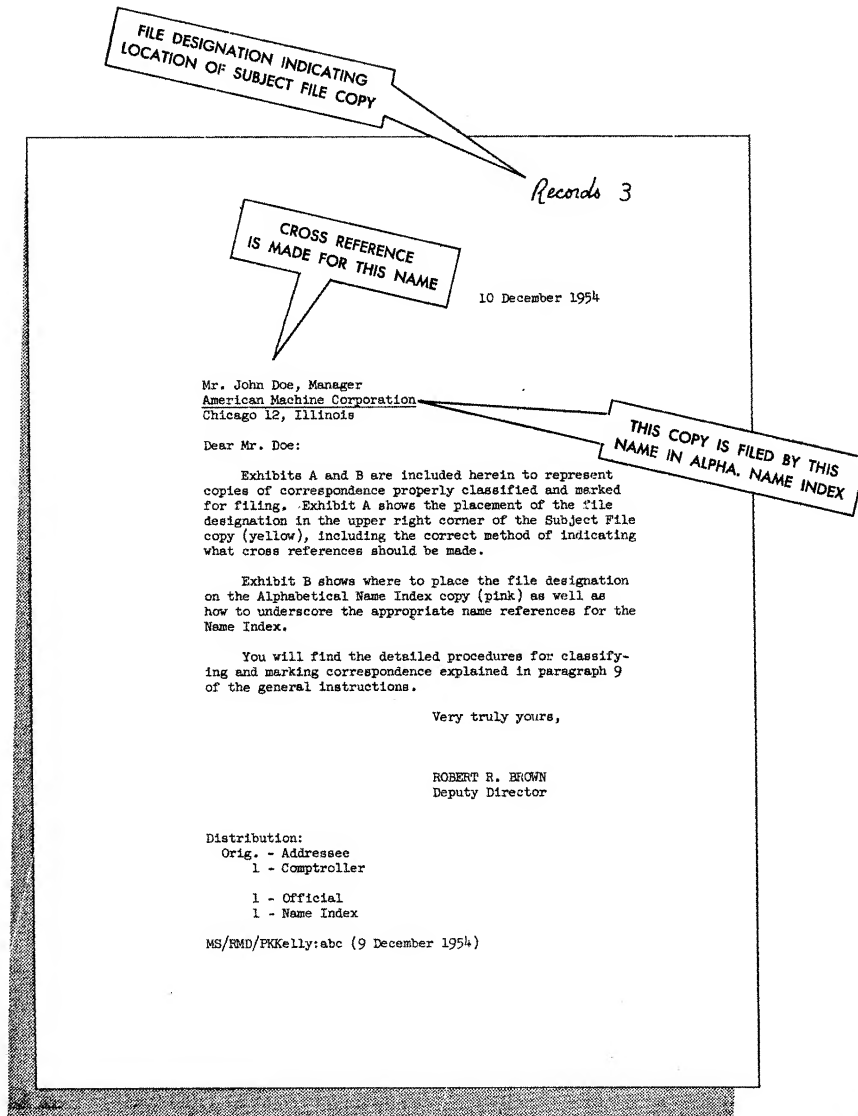 FILE DESIGNATION INDICATING
LOCATION OF SUBJECT FILE COPY
Records 3
CROSS REFERENCE
IS MADE FOR THIS NAME
10 December 1954
Mr. John Doe, Manager
American Machine Corporation
Chicago 12, Illinois
THIS COPY IS FILED BY THIS
NAME IN ALPHA. NAME INDEX
Dear Mr. Doe:
Exhibits A and B are included herein to represent
copies of correspondence properly classified and marked
for filing. Exhibit A shows the placement of the file
designation in the upper right corner of the Subject File
copy (yellow), including the correct method of indicating
what cross references should be made.
Exhibit B shows where to place the file designation
on the Alphabetical Name Index copy (pink) as well as
how to underscore the appropriate name references for the
Name Index.
You will find the detailed procedures for classify-
ing and marking correspondence explained in paragraph 9
of the general instructions.
Very truly yours,
ROBERT R. BROWN
Deputy Director
Distribution:
Orig. - Addressee
1 - Comptroller
1 - Official
1 - Name Index
MS/RMD/PKKelly:abc (9 December 1954)